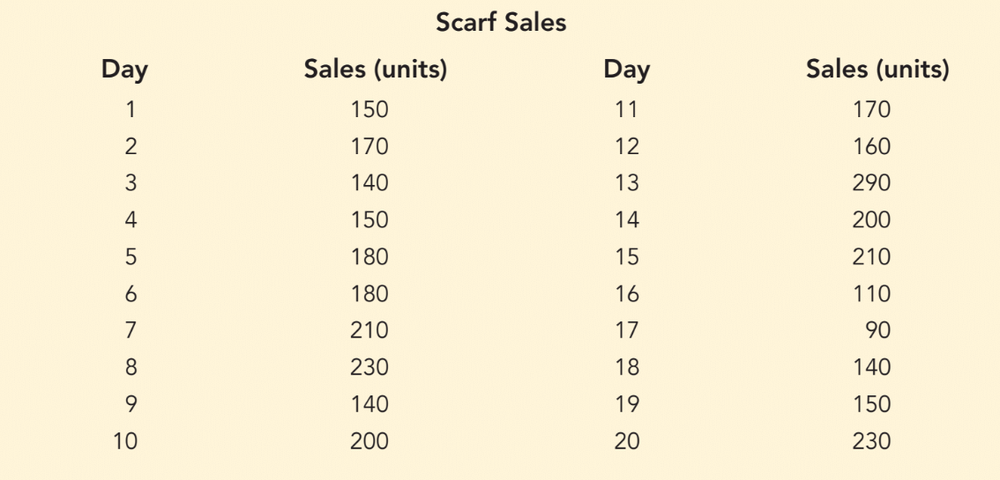 Scarf Sales
Day Sales (units) Day Sales (units)
1 150 11 170
2 170 12 160
3 140 13 290
4 150 14 200
5 180 15 210
6 180 16 110
7 210 17 90
8 230 18 140
9 140 19 150
10 200 20 230